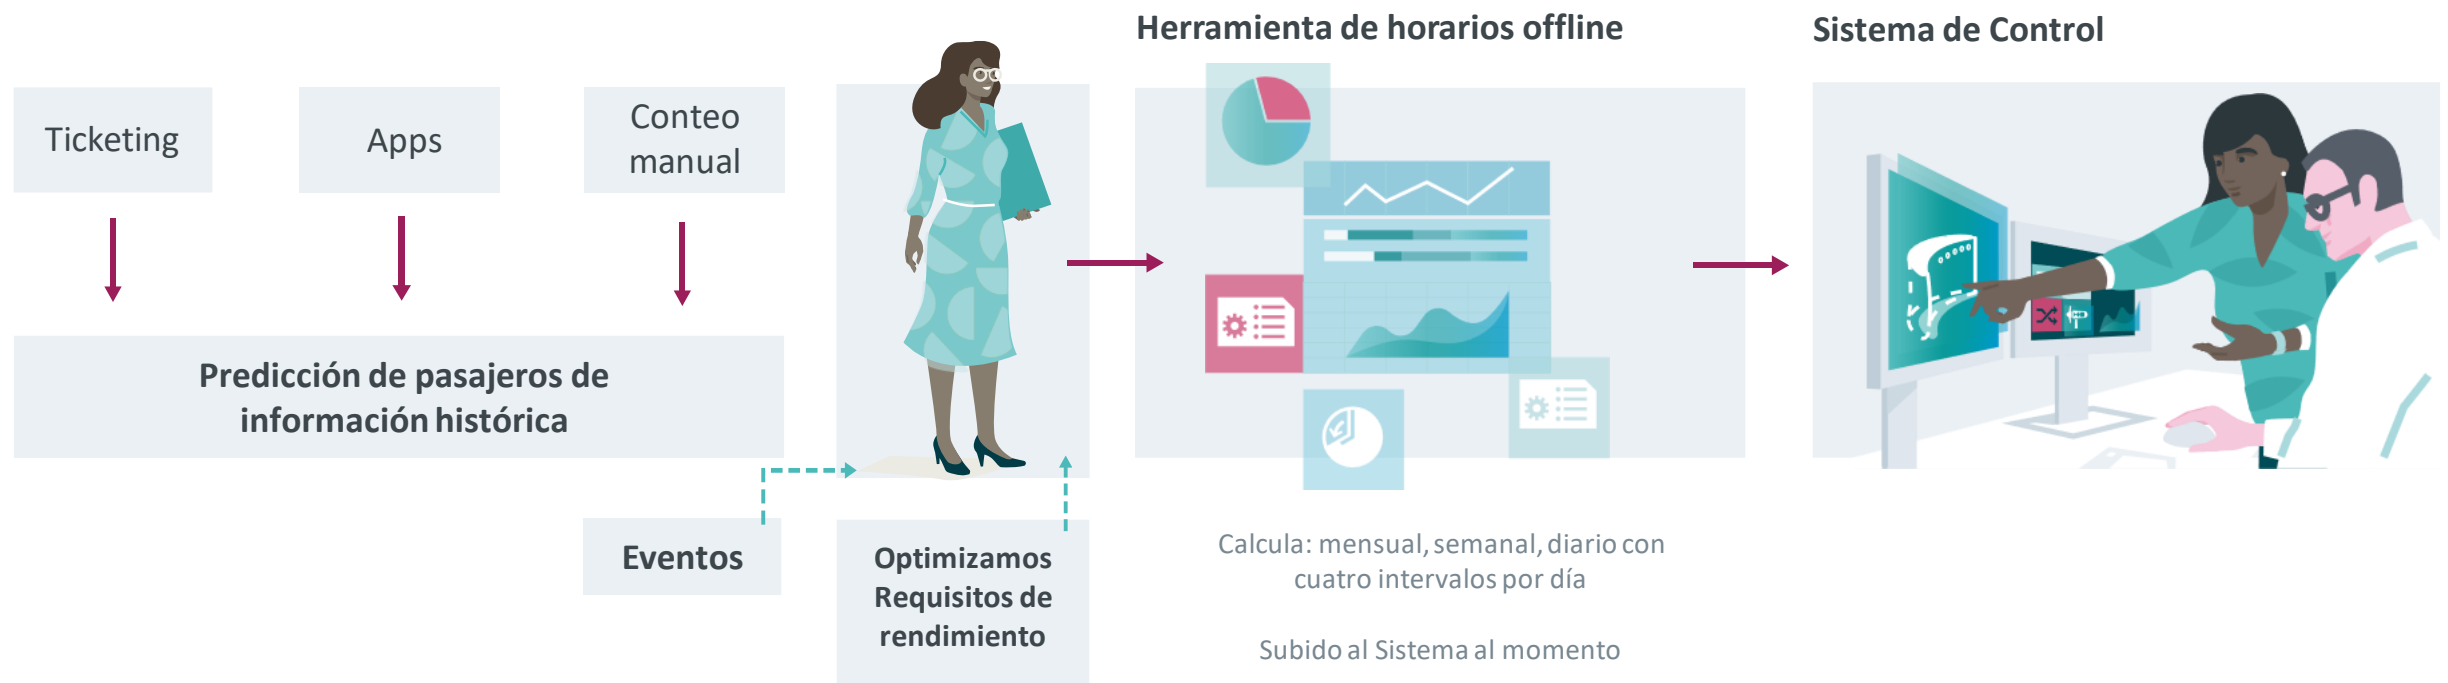 Herramienta de horarios offline
Sistema de Control
Ticketing
Apps
Conteo
manual
Predicción de pasajeros de
información histórica
Eventos
Optimizamos
Requisitos de
rendimiento
Calcula: mensual, semanal, diario con
cuatro intervalos por día
Subido al Sistema al momento